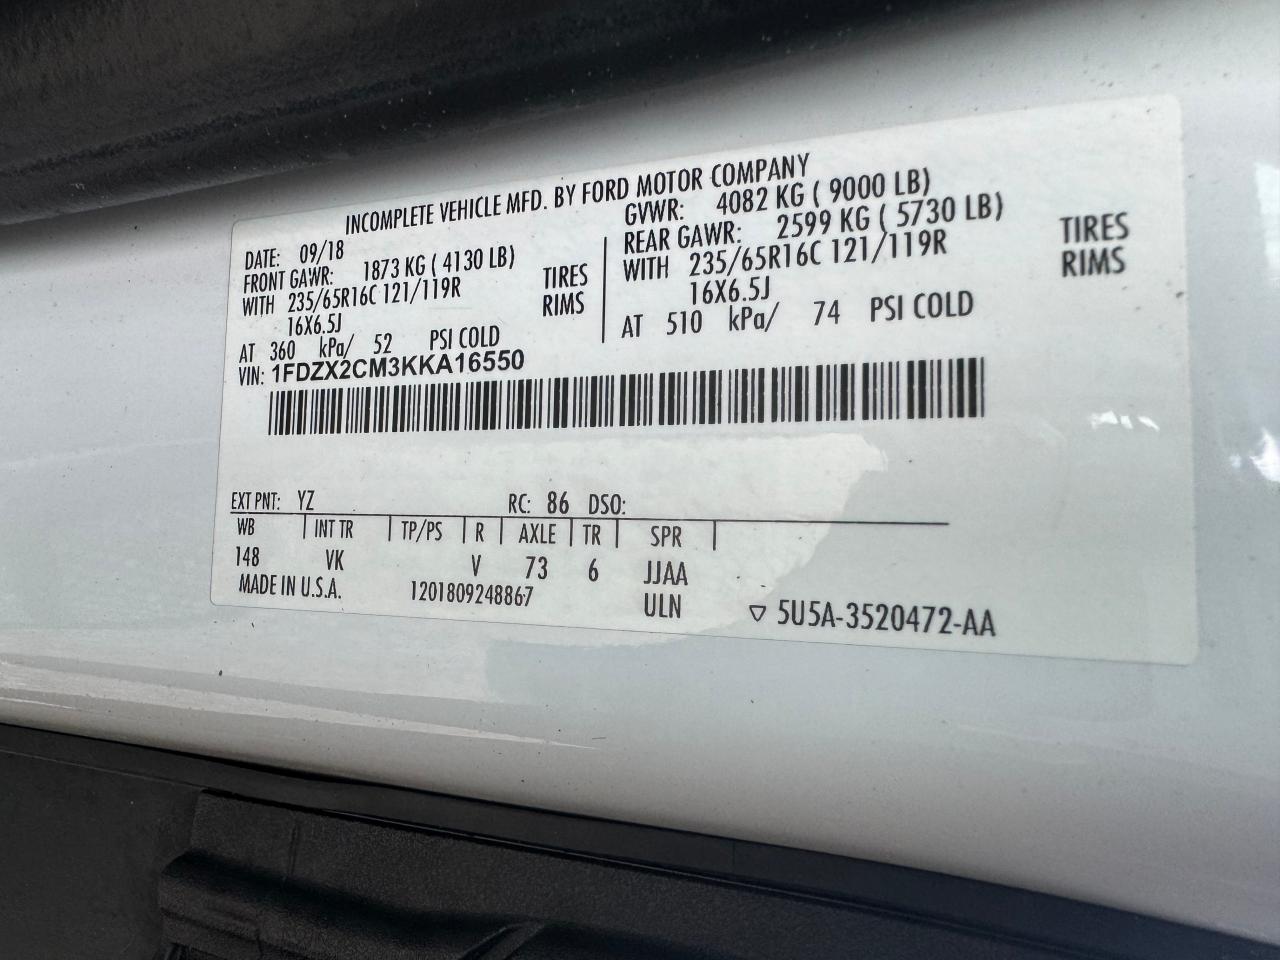 INCOMPLETE VEHICLE MFD. BY FORD MOTOR COMPANY
DATE: 09/18
GVWR: 4082 KG ( 9000 LB)
FRONT GAWR: 1873 KG ( 4130 LB)
REAR GAWR: 2599 KG ( 5730 LB)
WITH 235/65R16C 121/119R TIRES
WITH 235/65R16C 121/119R TIRES
16X6.5J RIMS
16X6.5J RIMS
AT 360 kPa/ 52 PSI COLD
AT 510 kPa/ 74 PSI COLD
VIN: 1FDZX2CM3KKA16550
EXT PNT: YZ RC: 86 DSO:
WB | INT TR | TP/PS | R | AXLE | TR | SPR |
148 VK V 73 6 JJAA
MADE IN U.S.A. 1201809248867 ULN ▽ 5U5A-3520472-AA